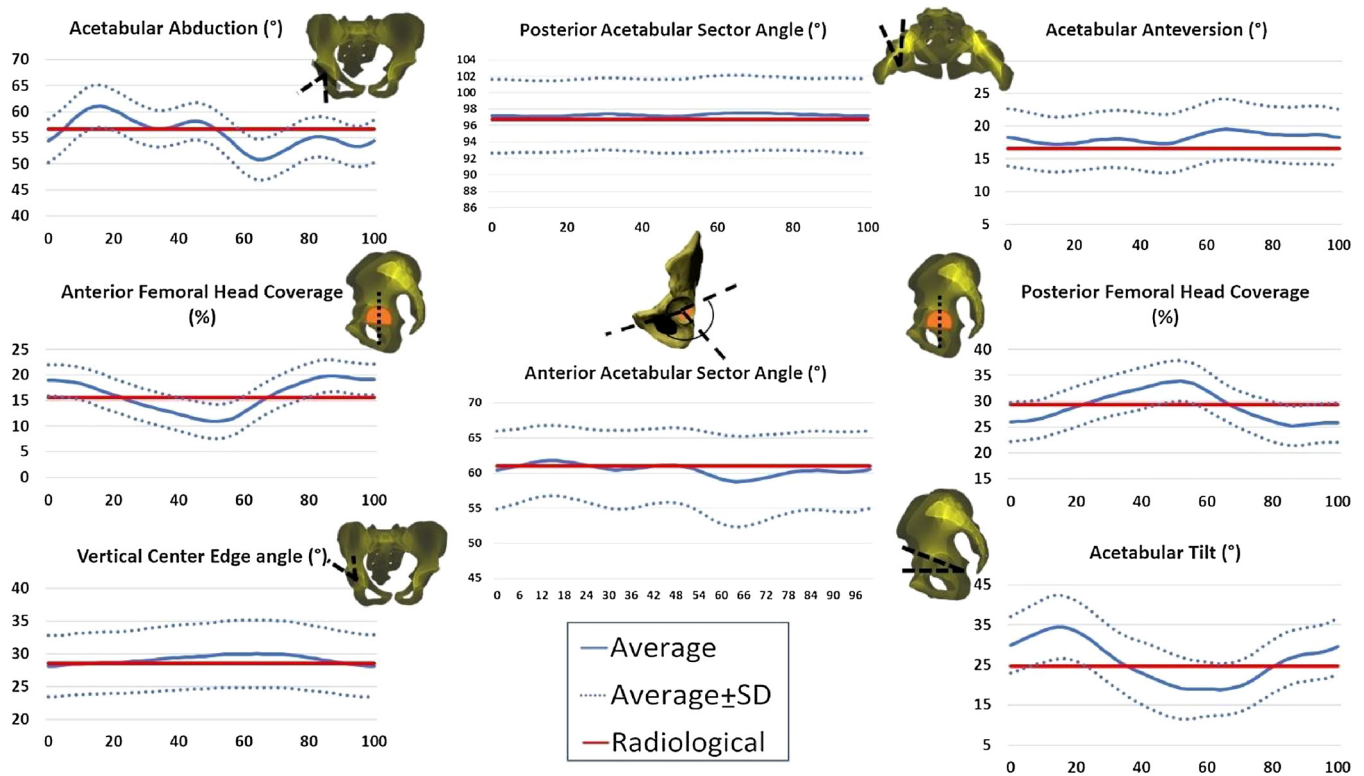 Acetabular Abduction (°)
70
65
60
55
50
45
40
0 20 40 60 80 100
Posterior Acetabular Sector Angle (°)
104
102
100
98
96
94
92
90
88
86
0 20 40 60 80 100
Acetabular Anteversion (°)
25
20
15
10
5
0 20 40 60 80 100
Anterior Femoral Head Coverage
(%)
25
20
15
10
5
0
0 20 40 60 80 100
Anterior Acetabular Sector Angle (°)
70
65
60
55
50
45
0 6 12 18 24 30 36 42 48 54 60 66 72 78 84 90 96
Posterior Femoral Head Coverage
(%)
40
35
30
25
20
15
0 20 40 60 80 100
Vertical Center Edge angle (°)
40
35
30
25
20
0 20 40 60 80 100
Average
Average±SD
Radiological
Acetabular Tilt (°)
45
35
25
15
5
0 20 40 60 80 100